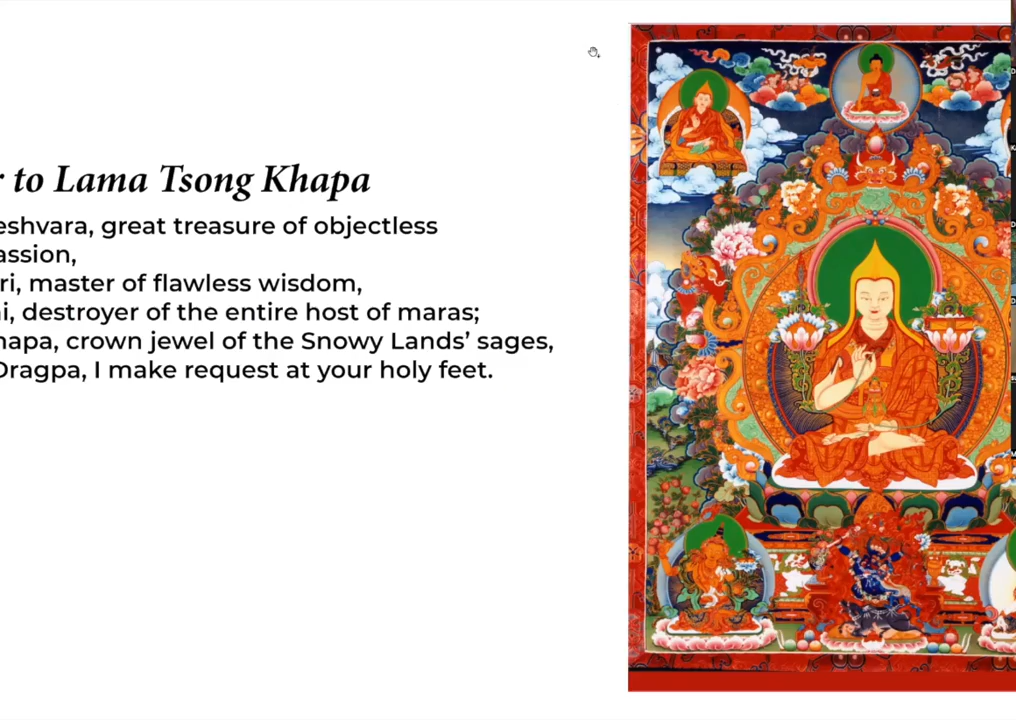 r to Lama Tsong Khapa
eshvara, great treasure of objectless
assion,
ri, master of flawless wisdom,
i, destroyer of the entire host of maras;
hapa, crown jewel of the Snowy Lands’ sages,
Dragpa, I make request at your holy feet.